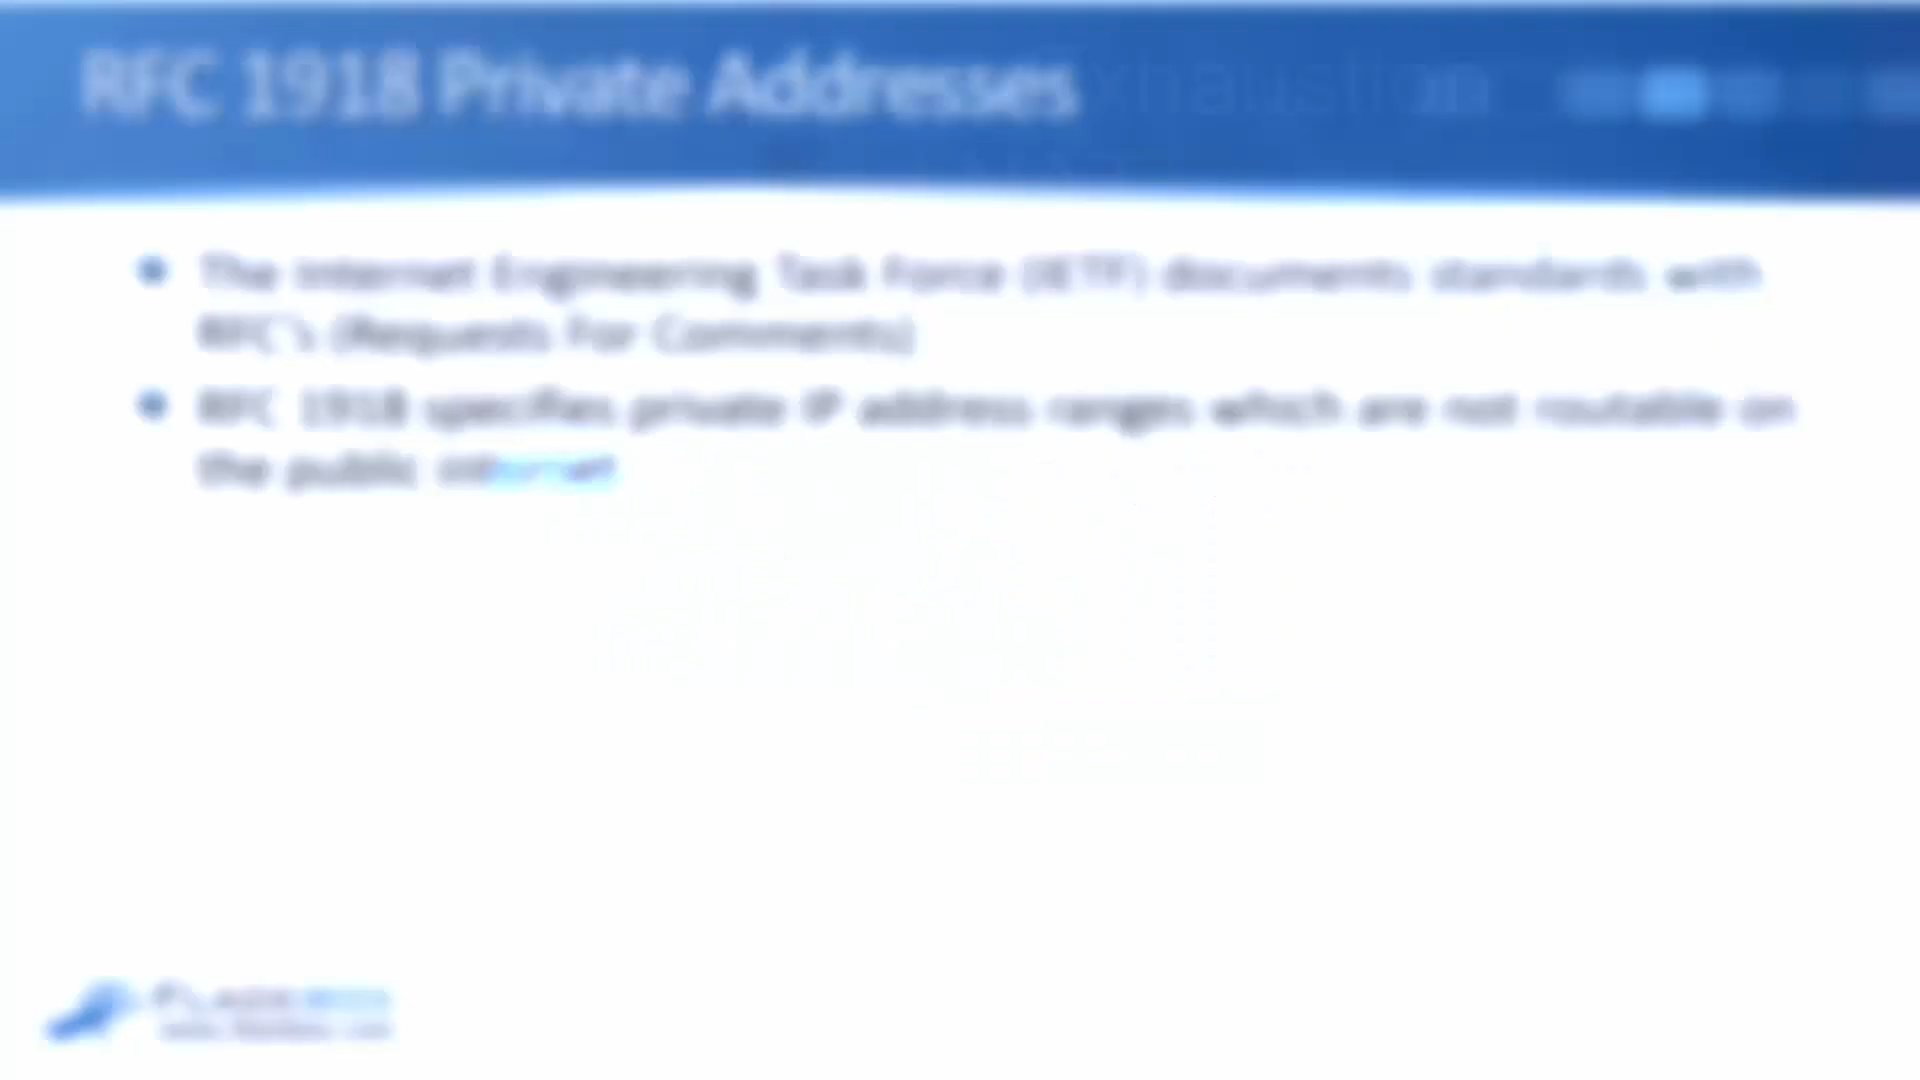 RFC 1918 Private Addresses
The Internet Engineering Task Force (IETF) documents standards with
RFC's (Requests For Comments)
RFC 1918 specifies private IP address ranges which are not routable on
the public internet